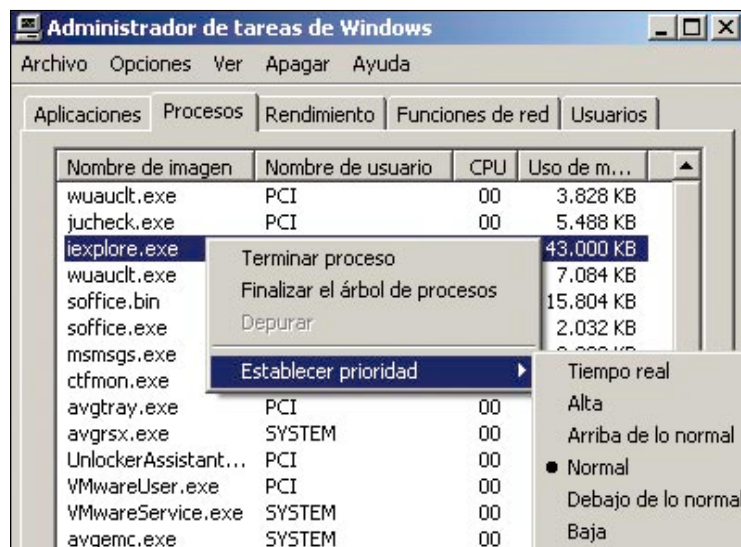 Administrador de tareas de Windows
Archivo Opciones Ver Apagar Ayuda
Aplicaciones Procesos Rendimiento Funciones de red Usuarios
Nombre de imagen Nombre de usuario CPU Uso de m...
wuauclt.exe PCI 00 3.828 KB
jucheck.exe PCI 00 5.488 KB
iexplore.exe 43.000 KB
wuauclt.exe 7.084 KB
soffice.bin 15.804 KB
soffice.exe 2.032 KB
msmsgs.exe
ctfmon.exe
avgtray.exe PCI 00
avgrsx.exe SYSTEM 00
UnlockerAssistant... PCI 00
VMwareUser.exe PCI 00
VMwareService.exe SYSTEM 00
avgemc.exe SYSTEM 00
Terminar proceso
Finalizar el árbol de procesos
Depurar
Establecer prioridad
Tiempo real
Alta
Arriba de lo normal
Normal
Debajo de lo normal
Baja